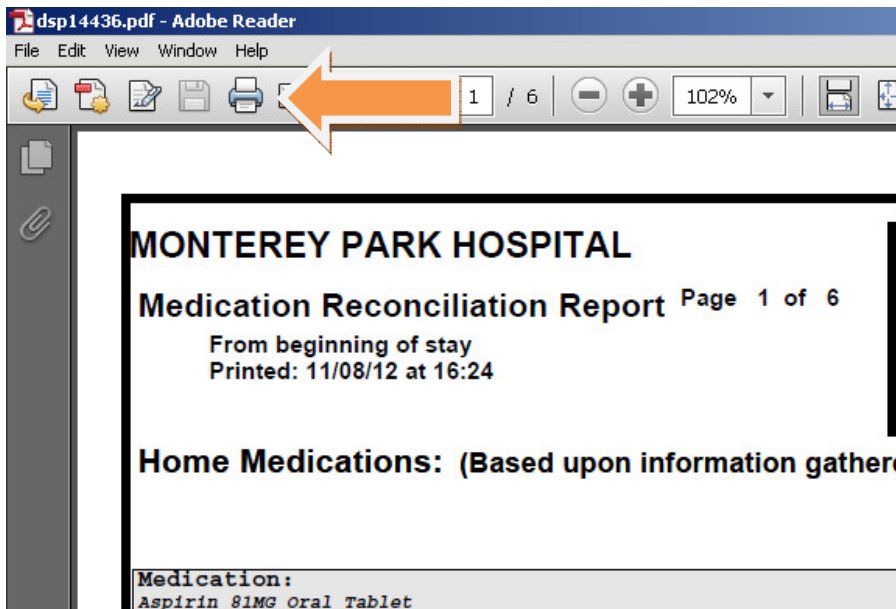 dsp14436.pdf - Adobe Reader
File Edit View Window Help
1 / 6 102%
MONTEREY PARK HOSPITAL
Medication Reconciliation Report Page 1 of 6
From beginning of stay
Printed: 11/08/12 at 16:24
Home Medications: (Based upon information gathere
Medication:
Aspirin 81MG Oral Tablet